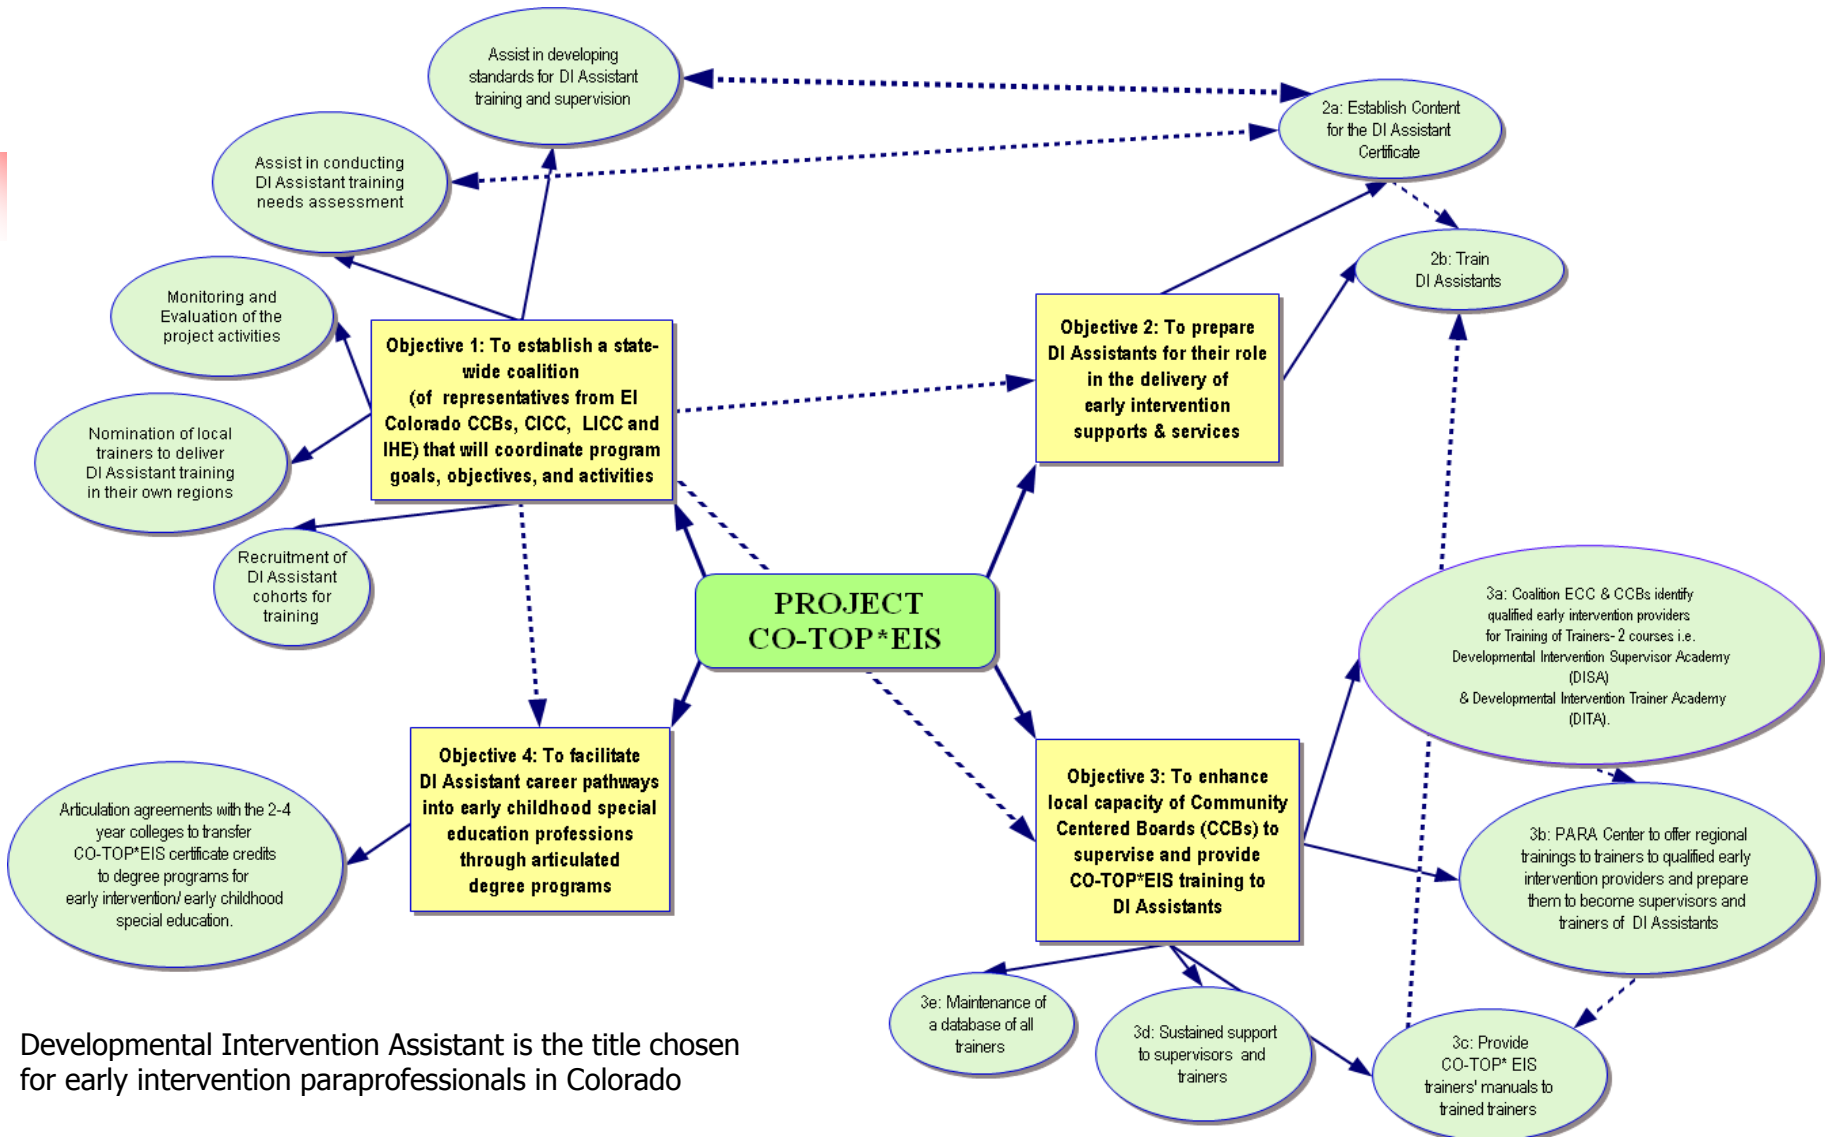 Assist in developing
standards for DI Assistant
training and supervision
2a: Establish Content
for the DI Assistant
Certificate
Assist in conducting
DI Assistant training
needs assessment
2b: Train
DI Assistants
Monitoring and
Evaluation of the
project activities
Objective 1: To establish a state-
wide coalition
(of representatives from EI
Colorado CCBs, CICC, LICC and
IHE) that will coordinate program
goals, objectives, and activities
Objective 2: To prepare
DI Assistants for their role
in the delivery of
early intervention
supports & services
Nomination of local
trainers to deliver
DI Assistant training
in their own regions
Recruitment of
DI Assistant
cohorts for
training
PROJECT
CO-TOP*EIS
3a: Coalition ECC & CCBs identify
qualified early intervention providers
for Training of Trainers- 2 courses i.e.
Developmental Intervention Supervisor Academy
(DISA)
& Developmental Intervention Trainer Academy
(DITA).
Objective 4: To facilitate
DI Assistant career pathways
into early childhood special
education professions
through articulated
degree programs
Objective 3: To enhance
local capacity of Community
Centered Boards (CCBs) to
supervise and provide
CO-TOP*EIS training to
DI Assistants
Articulation agreements with the 2-4
year colleges to transfer
CO-TOP*EIS certificate credits
to degree programs for
early intervention/ early childhood
special education.
3b: PARA Center to offer regional
trainings to trainers to qualified early
intervention providers and prepare
them to become supervisors and
trainers of DI Assistants
3e: Maintenance of
a database of all
trainers
3d: Sustained support
to supervisors and
trainers
3c: Provide
CO-TOP* EIS
trainers' manuals to
trained trainers
Developmental Intervention Assistant is the title chosen
for early intervention paraprofessionals in Colorado